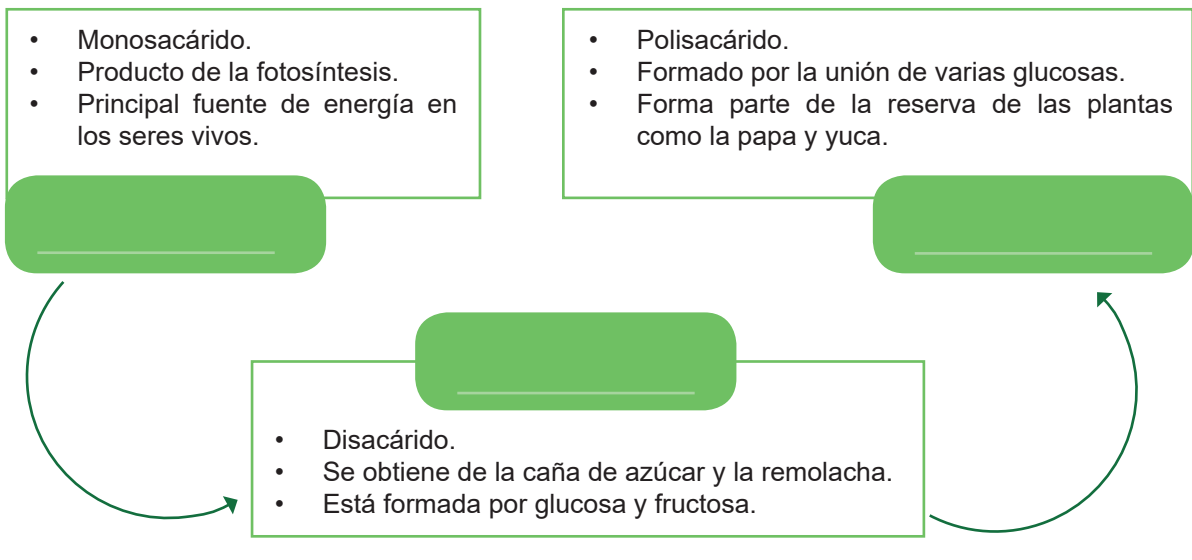 • Monosacárido.
• Producto de la fotosíntesis.
• Principal fuente de energía en
los seres vivos.
• Polisacárido.
• Formado por la unión de varias glucosas.
• Forma parte de la reserva de las plantas
como la papa y yuca.
• Disacárido.
• Se obtiene de la caña de azúcar y la remolacha.
• Está formada por glucosa y fructosa.